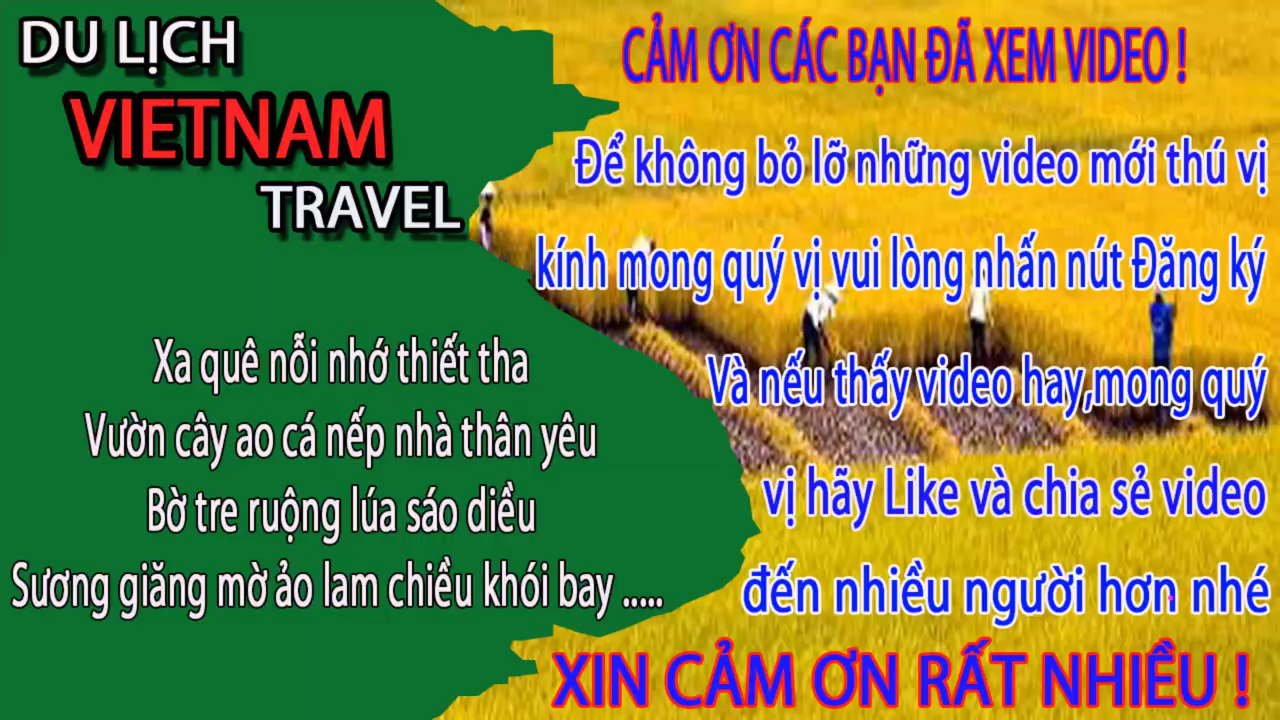 DU LỊCH
VIETNAM
TRAVEL
Xa quê nỗi nhớ thiết tha
Vườn cây ao cá nếp nhà thân yêu
Bờ tre ruộng lúa sáo diều
Sương giăng mờ ảo lam chiều khói bay .....
CẢM ƠN CÁC BẠN ĐÃ XEM VIDEO !
Để không bỏ lỡ những video mới thú vị
kính mong quý vị vui lòng nhấn nút Đăng ký
Và nếu thấy video hay,mong quý
vị hãy Like và chia sẻ video
đến nhiều người hơn nhé
XIN CẢM ƠN RẤT NHIỀU !